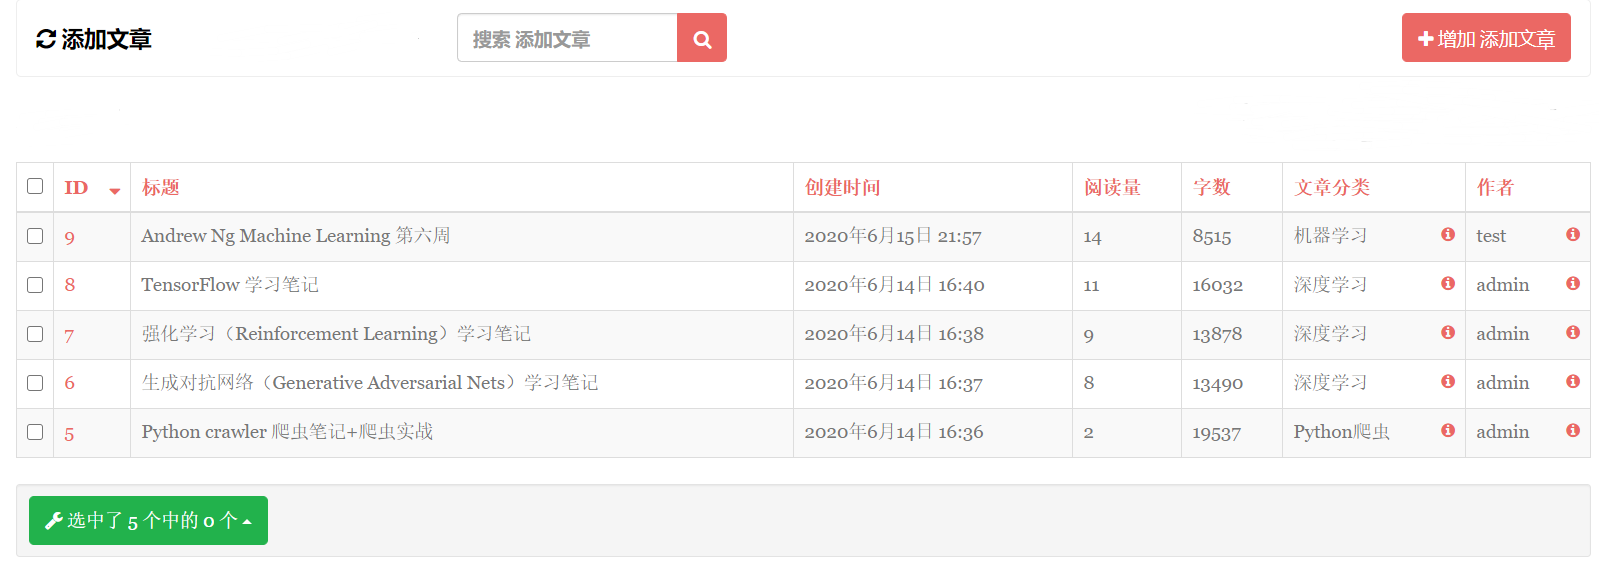 添加文章 搜索 添加文章 增加 添加文章
ID 标题 创建时间 阅读量 字数 文章分类 作者
9 Andrew Ng Machine Learning 第六周 2020年6月15日 21:57 14 8515 机器学习 test
8 TensorFlow 学习笔记 2020年6月14日 16:40 11 16032 深度学习 admin
7 强化学习（Reinforcement Learning）学习笔记 2020年6月14日 16:38 9 13878 深度学习 admin
6 生成对抗网络（Generative Adversarial Nets）学习笔记 2020年6月14日 16:37 8 13490 深度学习 admin
5 Python crawler 爬虫笔记+爬虫实战 2020年6月14日 16:36 2 19537 Python爬虫 admin
选中了 5 个中的 0 个